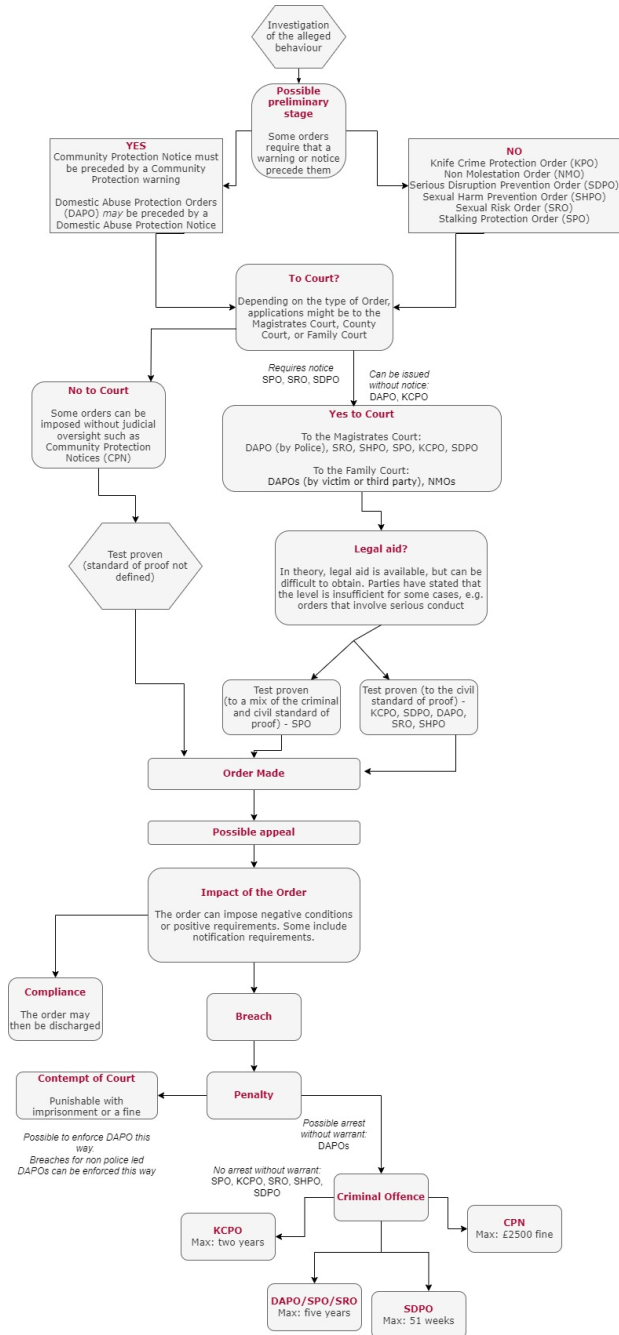 Investigation
of the alleged
behaviour
Possible
preliminary
stage
Some orders
require that a
warning or notice
precede them
YES
Community Protection Notice must
be preceded by a Community
Protection warning
Domestic Abuse Protection Orders
(DAPO) may be preceded by a
Domestic Abuse Protection Notice
NO
Knife Crime Protection Order (KPO)
Non Molestation Order (NMO)
Serious Disruption Prevention Order (SDPO)
Sexual Harm Prevention Order (SHPO)
Sexual Risk Order (SRO)
Stalking Protection Order (SPO)
To Court?
Depending on the type of Order,
applications might be to the
Magistrates Court, County
Court, or Family Court
Requires notice
SPO, SRO, SDPO
Can be issued
without notice:
DAPO, KCPO
No to Court
Some orders can be
imposed without judicial
oversight such as
Community Protection
Notices (CPN)
Yes to Court
To the Magistrates Court:
DAPO (by Police), SRO, SHPO, SPO, KCPO, SDPO
To the Family Court:
DAPOs (by victim or third party), NMOs
Test proven
(standard of proof not
defined)
Legal aid?
In theory, legal aid is available, but can be
difficult to obtain. Parties have stated that
the level is insufficient for some cases, e.g.
orders that involve serious conduct
Test proven
(to a mix of the criminal
and civil standard of
proof) - SPO
Test proven (to the civil
standard of proof) -
KCPO, SDPO, DAPO,
SRO, SHPO
Order Made
Possible appeal
Impact of the Order
The order can impose negative conditions
or positive requirements. Some include
notification requirements.
Compliance
The order may
then be discharged
Breach
Contempt of Court
Punishable with
imprisonment or a fine
Penalty
Possible to enforce DAPO this
way.
Breaches for non police led
DAPOs can be enforced this way
Possible arrest
without warrant:
DAPOs
No arrest without warrant:
SPO, KCPO, SRO, SHPO,
SDPO
Criminal Offence
KCPO
Max: two years
CPN
Max: £2500 fine
DAPO/SPO/SRO
Max: five years
SDPO
Max: 51 weeks